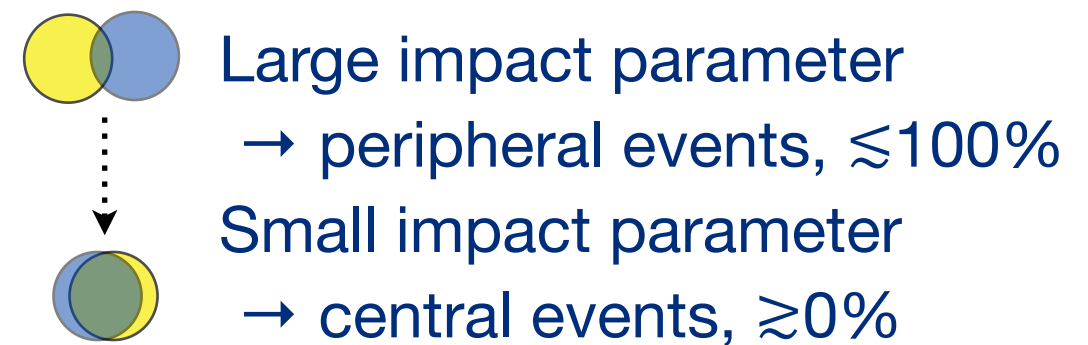 Large impact parameter
→ peripheral events, ≲100%
Small impact parameter
→ central events, ≳0%